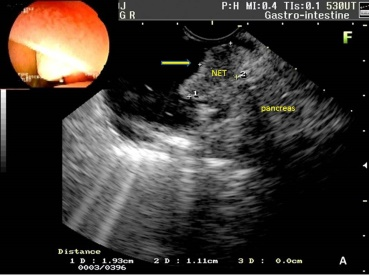 J P:H MI:0.4 TIs:0.1 530UT
G R Gastro-intestine
F
NET
2
1
pancreas
Distance
1 D : 1.93cm 2 D : 1.11cm 3 D : 0.0cm
0003/0396
A